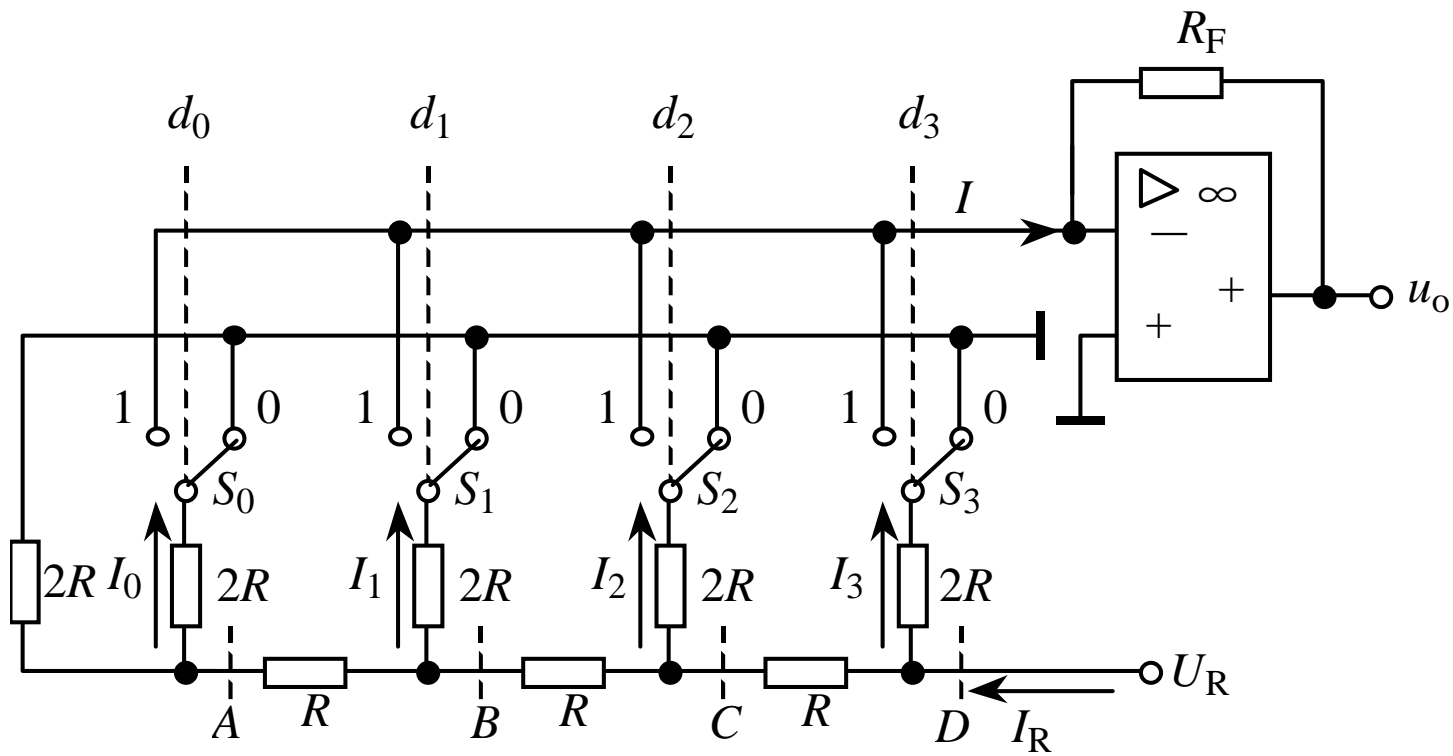 R_F
d_0 d_1 d_2 d_3
I ▷ ∞
−
+ u_o
+
1 0 1 0 1 0 1 0
S_0 S_1 S_2 S_3
2R I_0 2R I_1 2R I_2 2R I_3 2R
U_R
A R B R C R D I_R